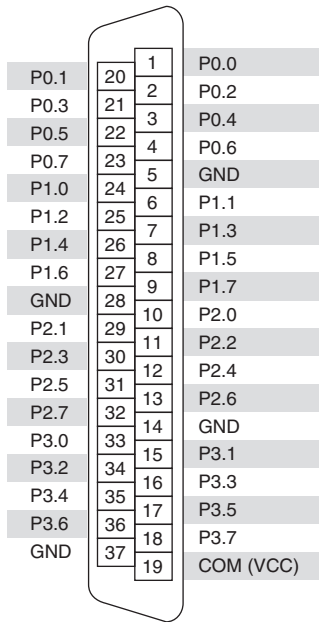 1 P0.0
P0.1 20
2 P0.2
P0.3 21
3 P0.4
P0.5 22
4 P0.6
P0.7 23
5 GND
P1.0 24
6 P1.1
P1.2 25
7 P1.3
P1.4 26
8 P1.5
P1.6 27
9 P1.7
GND 28
10 P2.0
P2.1 29
11 P2.2
P2.3 30
12 P2.4
P2.5 31
13 P2.6
P2.7 32
14 GND
P3.0 33
15 P3.1
P3.2 34
16 P3.3
P3.4 35
17 P3.5
P3.6 36
18 P3.7
GND 37
19 COM (VCC)